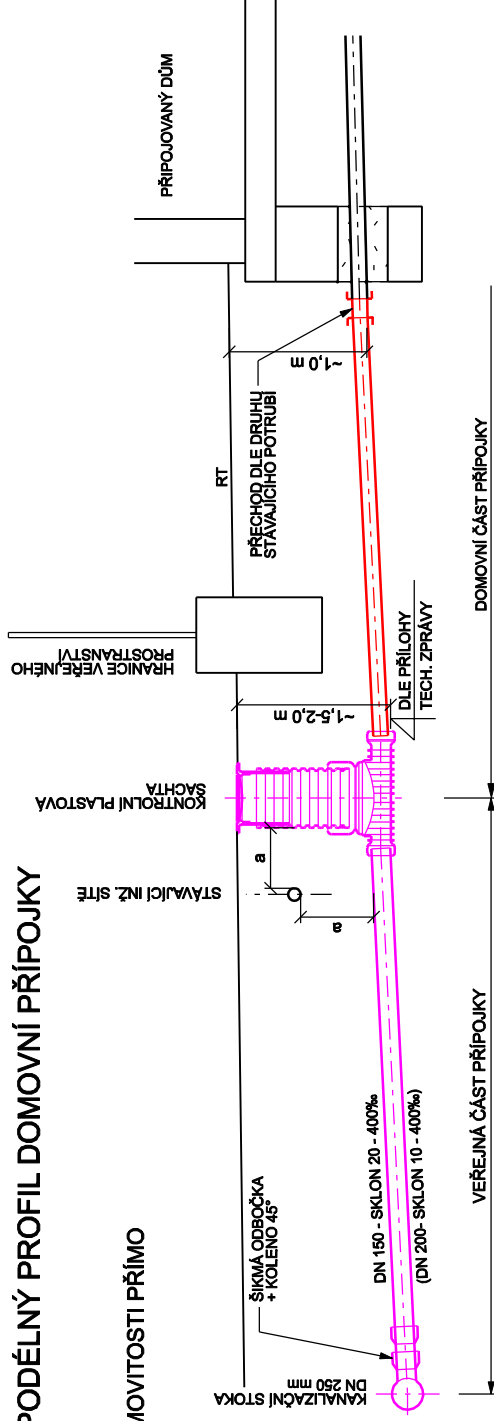 PODÉLNÝ PROFIL DOMOVNÍ PŘÍPOJKY
MOVITOSTI PŘÍMO
KANALIZAČNÍ STOKA
DN 250 mm
ŠIKMÁ ODBOČKA
+ KOLENO 45°
DN 150 - SKLON 20 - 400‰
(DN 200- SKLON 10 - 400‰)
VEŘEJNÁ ČÁST PŘÍPOJKY
STÁVAJÍCÍ INŽ. SÍTĚ
a
a
KONTROLNÍ PLASTOVÁ
ŠACHTA
~1,5-2,0 m
DLE PŘÍLOHY
TECH. ZPRÁVY
HRANICE VEŘEJNÉHO
PROSTRANSTVÍ
RT
PŘECHOD DLE DRUHU
STÁVAJÍCÍHO POTRUBÍ
~1,0 m
PŘIPOJOVANÝ DŮM
DOMOVNÍ ČÁST PŘÍPOJKY